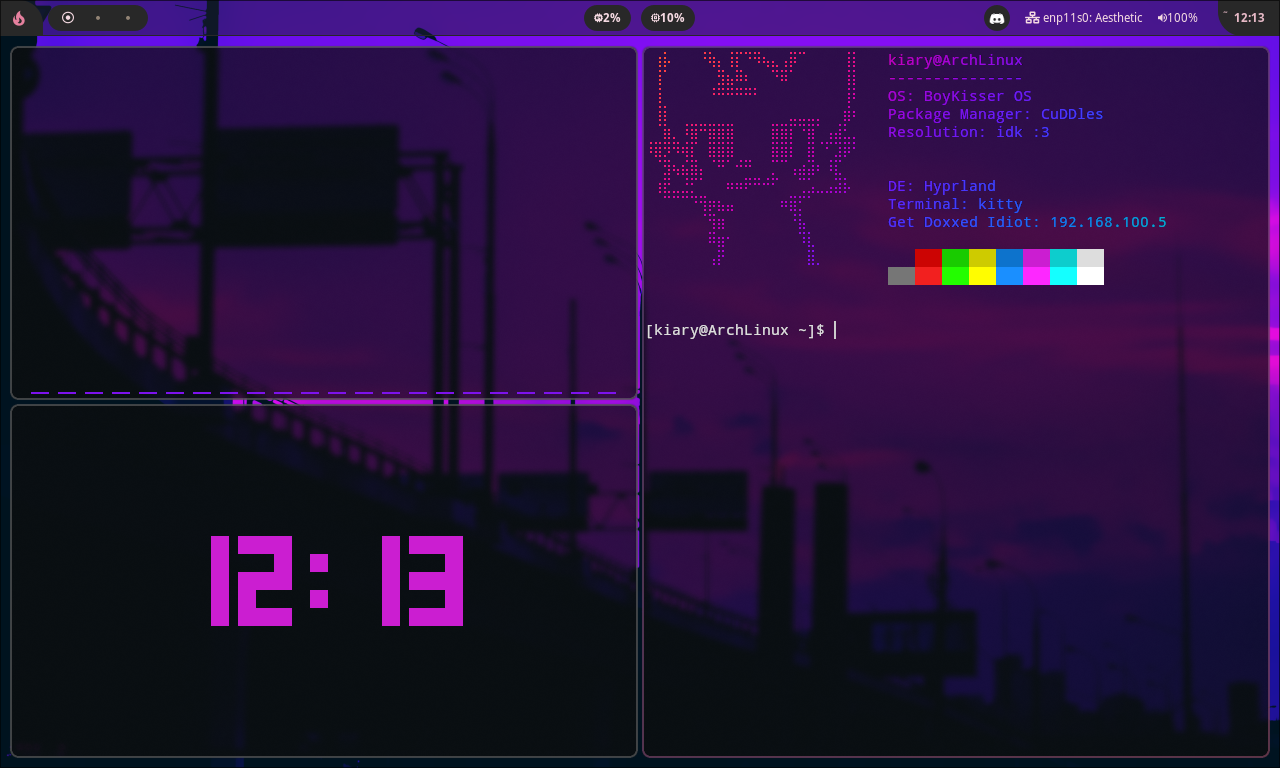 2%
10%
enp11s0: Aesthetic
100%
12:13
kiary@ArchLinux
---------------
OS: BoyKisser OS
Package Manager: CuDDles
Resolution: idk :3
DE: Hyprland
Terminal: kitty
Get Doxxed Idiot: 192.168.100.5
[kiary@ArchLinux ~]$
12:13